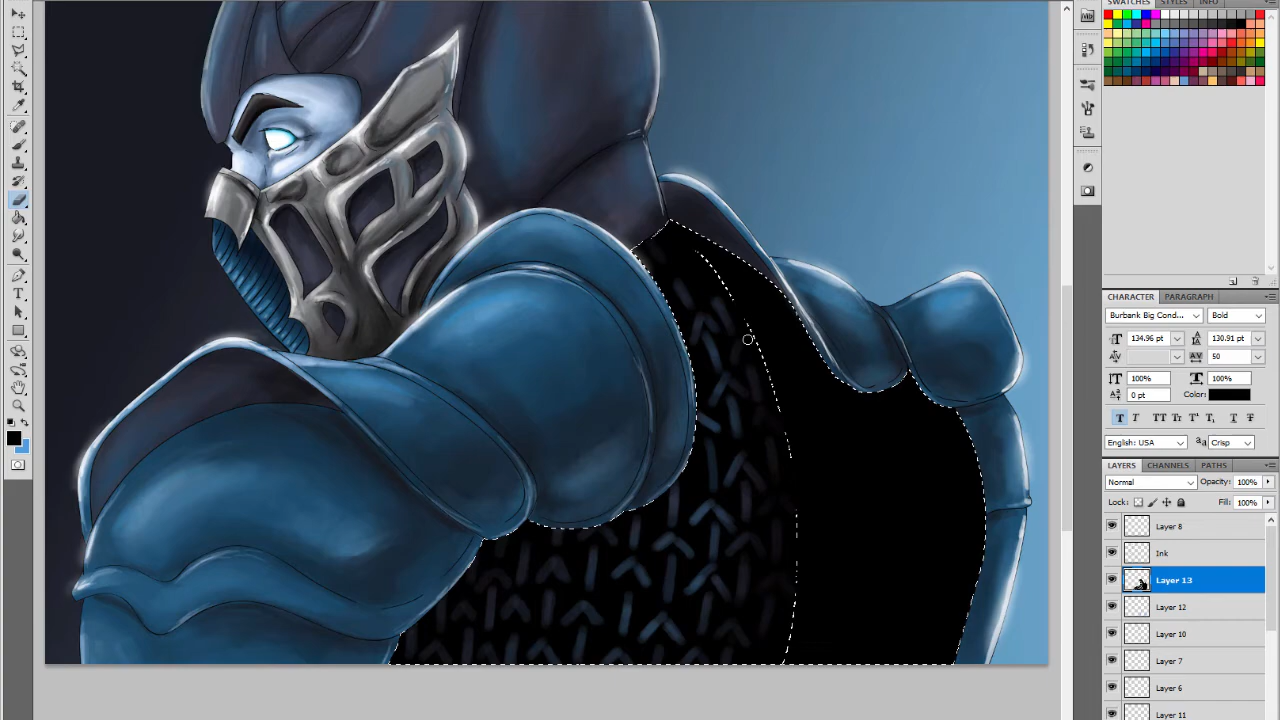 SWATCHES STYLES INFO
CHARACTER PARAGRAPH
Burbank Big Cond... Bold
134.96 pt 130.91 pt
50
100% 100%
0 pt Color:
English: USA Crisp
LAYERS CHANNELS PATHS
Normal Opacity: 100%
Lock: Fill: 100%
Layer 8
Ink
Layer 13
Layer 12
Layer 10
Layer 7
Layer 6
Layer 11